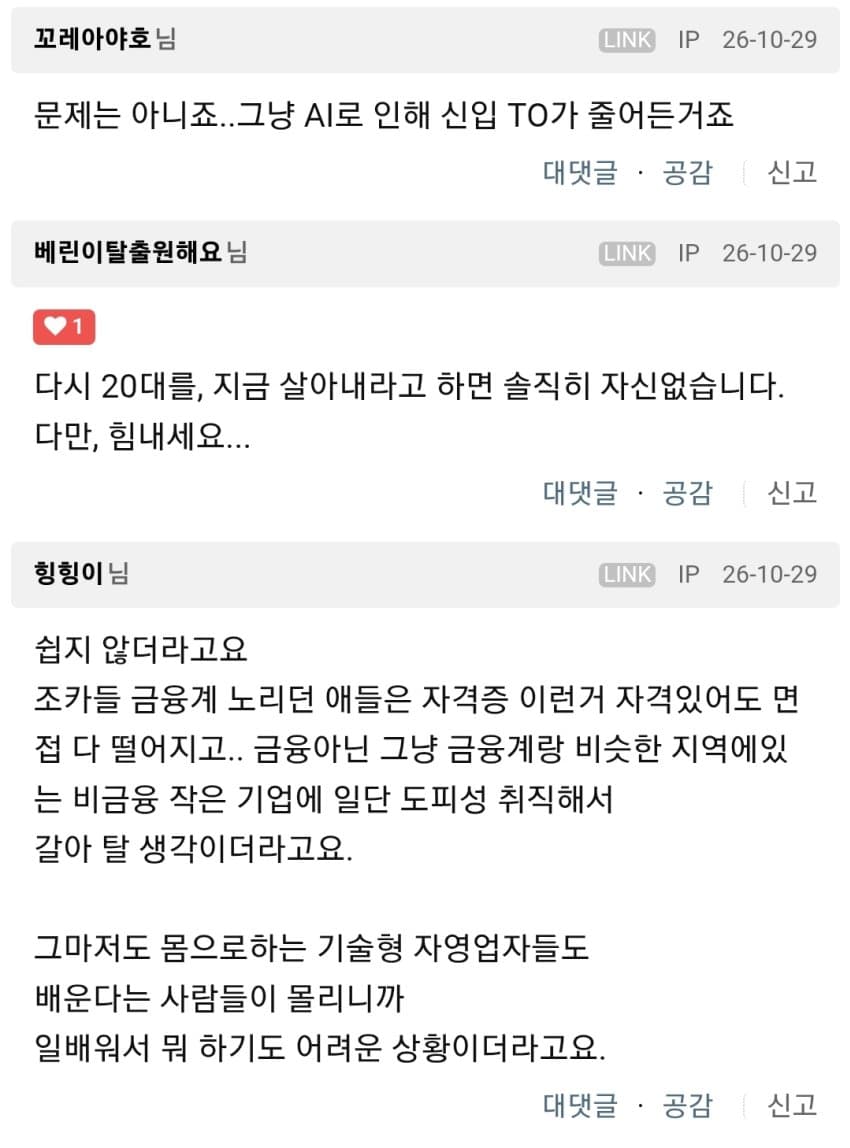 꼬레아야호님 LINK IP 26-10-29
문제는 아니죠..그냥 AI로 인해 신입 TO가 줄어든거죠
대댓글 · 공감 신고
베린이탈출원해요님 LINK IP 26-10-29
♥ 1
다시 20대를, 지금 살아내라고 하면 솔직히 자신없습니다.
다만, 힘내세요...
대댓글 · 공감 신고
힝힝이님 LINK IP 26-10-29
쉽지 않더라고요
조카들 금융계 노리던 애들은 자격증 이런거 자격있어도 면
접 다 떨어지고.. 금융아닌 그냥 금융계랑 비슷한 지역에있
는 비금융 작은 기업에 일단 도피성 취직해서
갈아 탈 생각이더라고요.
그마저도 몸으로하는 기술형 자영업자들도
배운다는 사람들이 몰리니까
일배워서 뭐 하기도 어려운 상황이더라고요.
대댓글 · 공감 신고